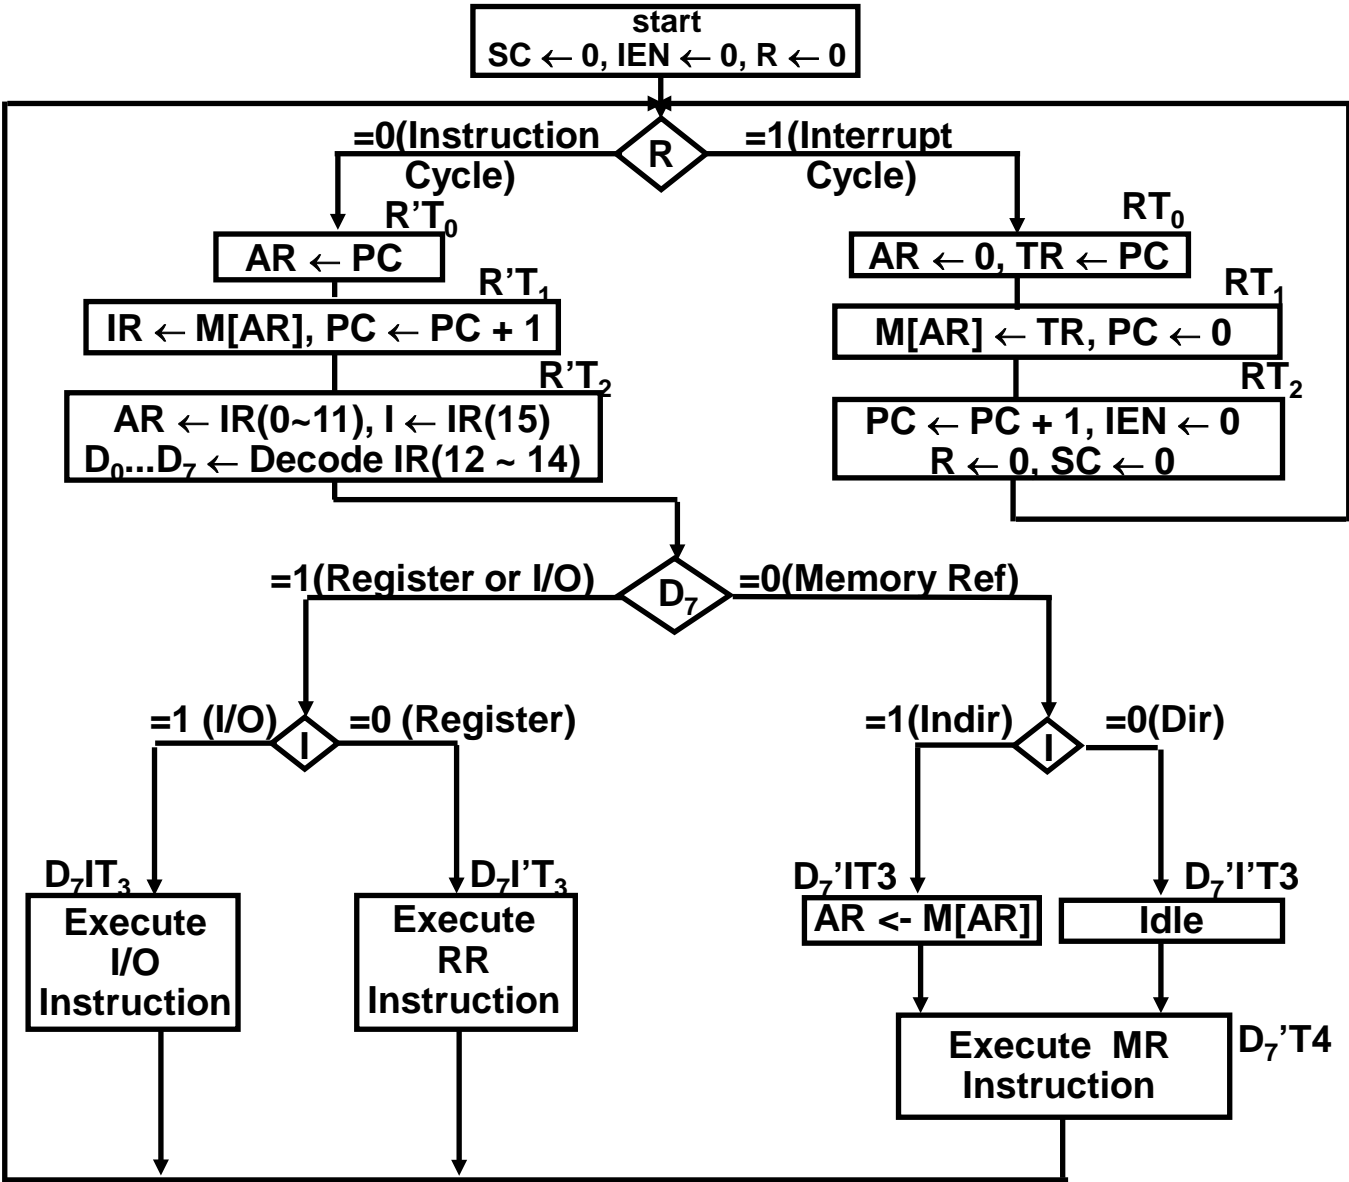 start
SC ← 0, IEN ← 0, R ← 0
R
=0(Instruction
Cycle)
=1(Interrupt
Cycle)
R’T₀
AR ← PC
R’T₁
IR ← M[AR], PC ← PC + 1
R’T₂
AR ← IR(0~11), I ← IR(15)
D₀...D₇ ← Decode IR(12 ~ 14)
RT₀
AR ← 0, TR ← PC
RT₁
M[AR] ← TR, PC ← 0
RT₂
PC ← PC + 1, IEN ← 0
R ← 0, SC ← 0
=1(Register or I/O)
D₇
=0(Memory Ref)
=1 (I/O)
I
=0 (Register)
=1(Indir)
I
=0(Dir)
D₇IT₃
Execute
I/O
Instruction
D₇I’T₃
Execute
RR
Instruction
D₇’IT3
AR <- M[AR]
D₇’I’T3
Idle
Execute MR
Instruction
D₇’T4